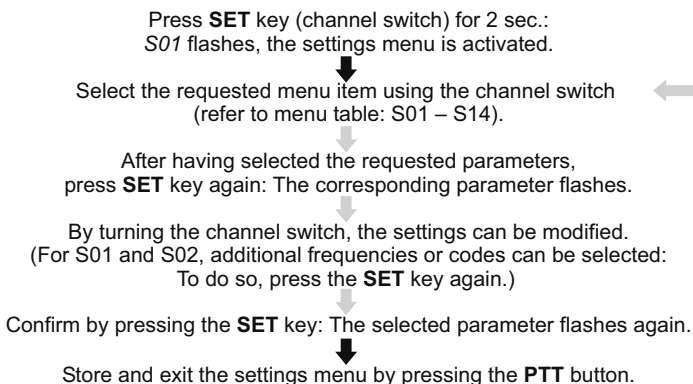 Press SET key (channel switch) for 2 sec.:
S01 flashes, the settings menu is activated.
Select the requested menu item using the channel switch
(refer to menu table: S01 – S14).
After having selected the requested parameters,
press SET key again: The corresponding parameter flashes.
By turning the channel switch, the settings can be modified.
(For S01 and S02, additional frequencies or codes can be selected:
To do so, press the SET key again.)
Confirm by pressing the SET key: The selected parameter flashes again.
Store and exit the settings menu by pressing the PTT button.